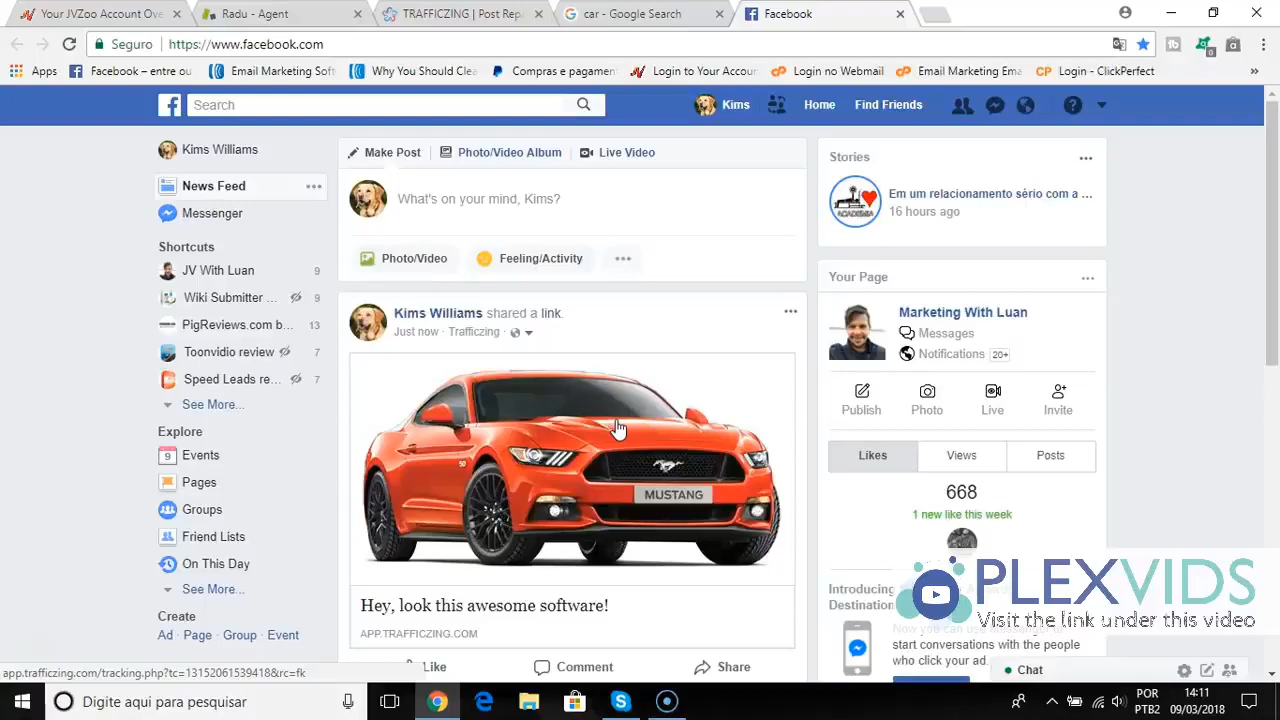 Your JVZoo Account Ove
Radu - Agent
TRAFFICZING | Post Rep
car - Google Search
Facebook
Seguro
https://www.facebook.com
Apps
Facebook – entre ou
Email Marketing Soft
Why You Should Clea
Compras e pagament
Login to Your Accoun
Login no Webmail
Email Marketing Ema
Login - ClickPerfect
Search
Kims
Home
Find Friends
Kims Williams
News Feed
Messenger
Shortcuts
JV With Luan 9
Wiki Submitter ... 9
PigReviews.com b... 13
Toonvidio review 7
Speed Leads re... 7
See More...
Explore
9 Events
Pages
Groups
Friend Lists
On This Day
See More...
Create
Ad · Page · Group · Event
Make Post
Photo/Video Album
Live Video
What's on your mind, Kims?
Photo/Video
Feeling/Activity
Kims Williams shared a link.
Just now · Trafficzing ·
50
MUSTANG
Hey, look this awesome software!
APP.TRAFFICZING.COM
Like
Comment
Share
Stories
ACADEMIA
Em um relacionamento sério com a ...
16 hours ago
Your Page
Marketing With Luan
Messages
Notifications 20+
Publish
Photo
Live
Invite
Likes
Views
Posts
668
1 new like this week
Introducing
Destination
Now you can use
start conversations with the people
who click your ad.
PLEXVIDS
Visit the link under this video
Chat
app.trafficzing.com/tracking.php?tc=13152061539418&rc=fk
Digite aqui para pesquisar
POR
PTB2
14:11
09/03/2018